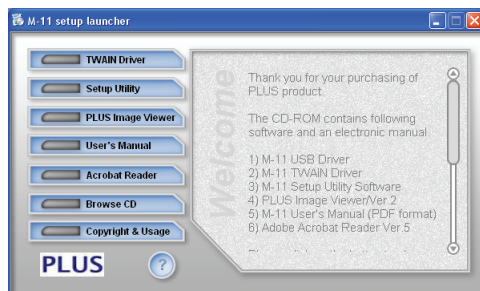 M-11 setup launcher
TWAIN Driver
Setup Utility
PLUS Image Viewer
User's Manual
Acrobat Reader
Browse CD
Copyright & Usage
PLUS
?
Welcome
Thank you for your purchasing of
PLUS product.
The CD-ROM contains following
software and an electronic manual
1) M-11 USB Driver
2) M-11 TWAIN Driver
3) M-11 Setup Utility Software
4) PLUS Image Viewer/Ver.2
5) M-11 User's Manual (PDF format)
6) Adobe Acrobat Reader Ver.5